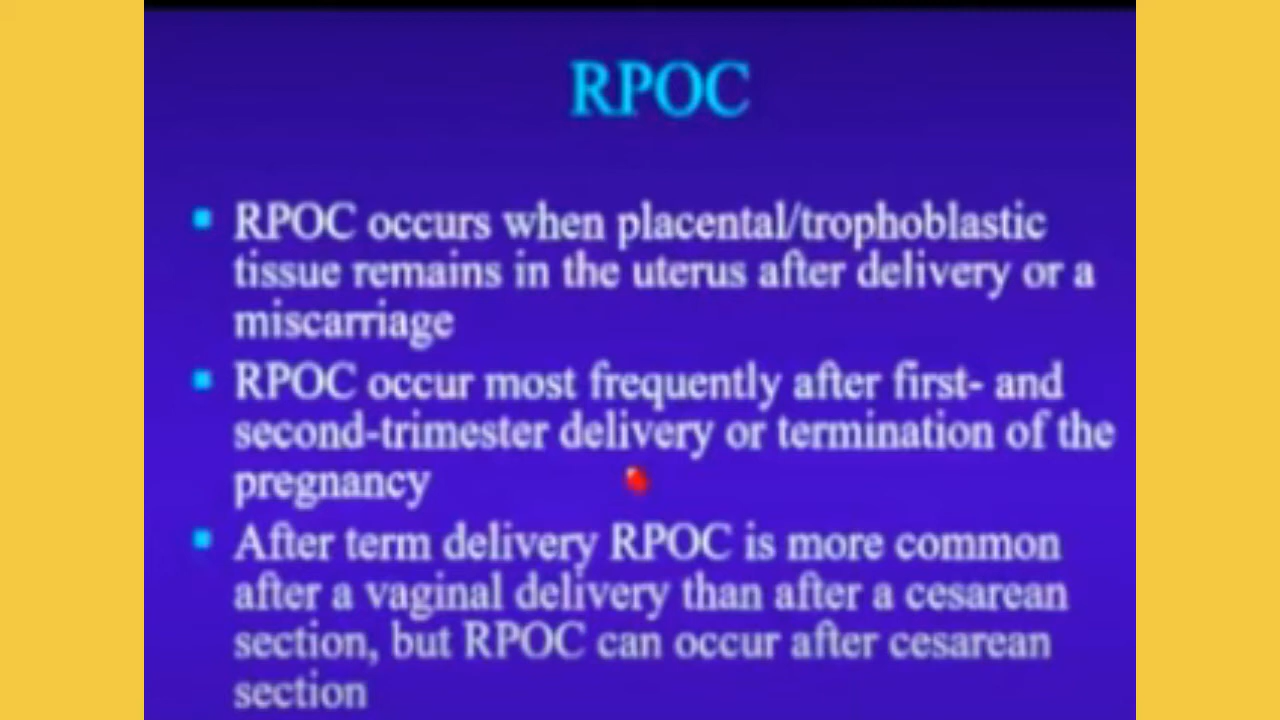 RPOC
RPOC occurs when placental/trophoblastic
tissue remains in the uterus after delivery or a
miscarriage
RPOC occur most frequently after first- and
second-trimester delivery or termination of the
pregnancy
After term delivery RPOC is more common
after a vaginal delivery than after a cesarean
section, but RPOC can occur after cesarean
section